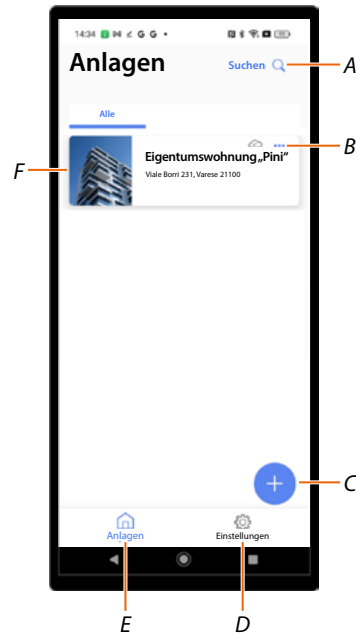 14:34 G G
Anlagen
Suchen
A
Alle
B
Eigentumswohnung „Pini“
F
Viale Borri 231, Varese 21100
C
Anlagen
Einstellungen
E
D